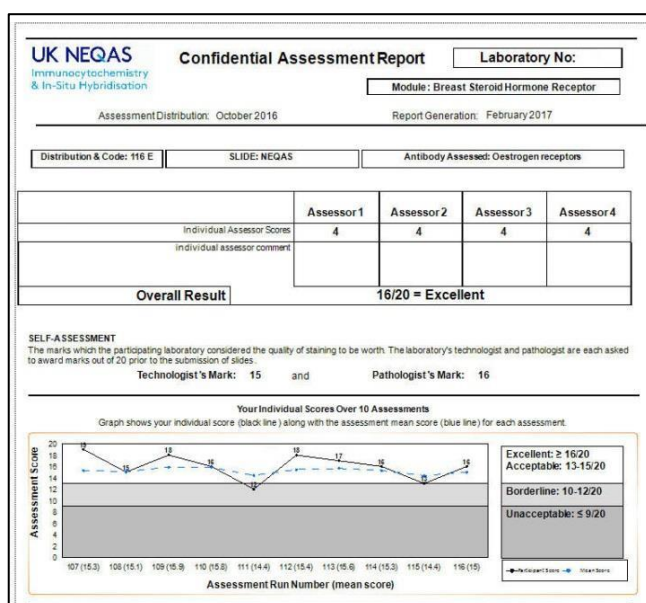 UK NEQAS
Immunocytochemistry
& In-Situ Hybridisation
Confidential Assessment Report
Laboratory No:
Module: Breast Steroid Hormone Receptor
Assessment Distribution: October 2016
Report Generation: February 2017
Distribution & Code: 116 E
SLIDE: NEQAS
Antibody Assessed: Oestrogen receptors
Assessor 1 Assessor 2 Assessor 3 Assessor 4
Individual Assessor Scores 4 4 4 4
individual assessor comment
Overall Result 16/20 = Excellent
SELF-ASSESSMENT
The marks which the participating laboratory considered the quality of staining to be worth. The laboratory's technologist and pathologist are each asked
to award marks out of 20 prior to the submission of slides.
Technologist's Mark: 15 and Pathologist's Mark: 16
Your Individual Scores Over 10 Assessments
Graph shows your individual score (black line) along with the assessment mean score (blue line) for each assessment.
Assessment Score
20
18
16
14
12
10
8
6
4
2
0
19 15 18 16 12 18 17 16 13 16
107 (15.3) 108 (15.1) 109 (15.9) 110 (15.8) 111 (14.4) 112 (15.4) 113 (15.6) 114 (15.3) 115 (14.4) 116 (15)
Assessment Run Number (mean score)
Excellent: ≥ 16/20
Acceptable: 13-15/20
Borderline: 10-12/20
Unacceptable: ≤ 9/20
Participant Score Mean Score